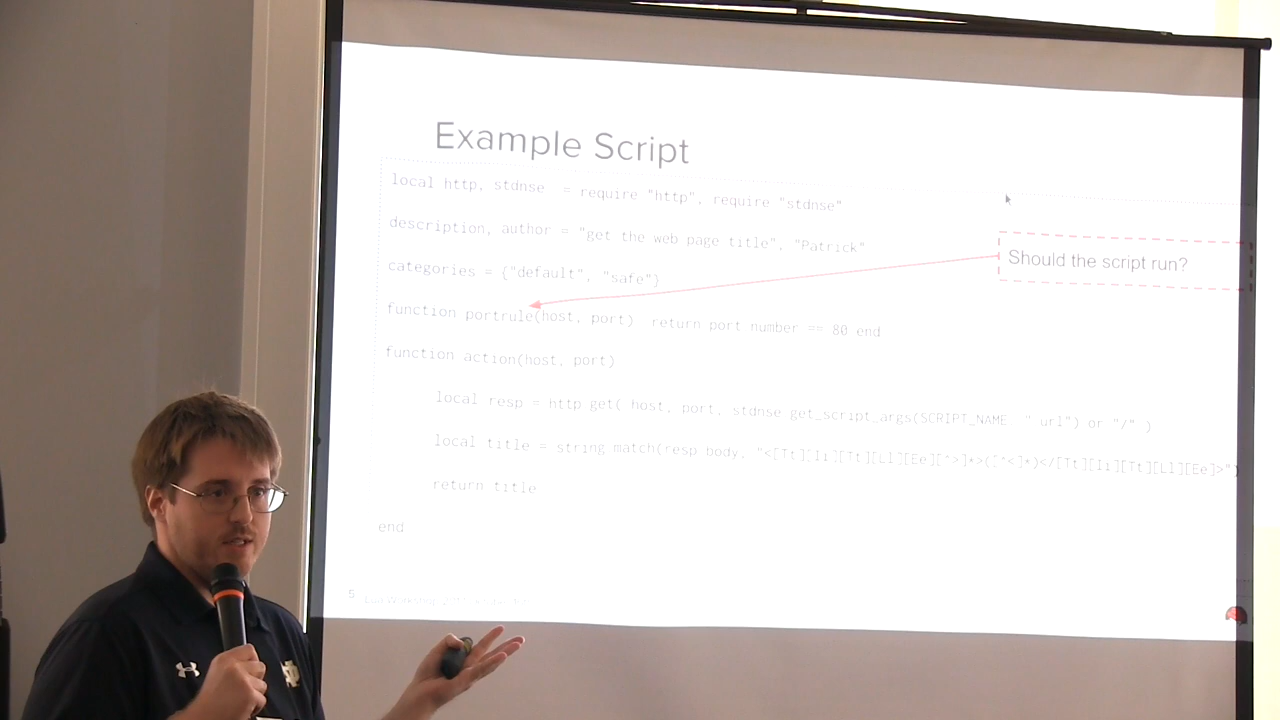 Example Script
local http, stdnse = require "http", require "stdnse"
description, author = "get the web page title", "Patrick"
categories = {"default", "safe"}
Should the script run?
function portrule(host, port) return port number == 80 end
function action(host, port)
local resp = http get( host, port, stdnse get_script_args(SCRIPT_NAME " url") or "/" )
local title = string match(resp body, "<[Tt][Ii][Tt][Ll][Ee][^>]*>([^<]*)</[Tt][Ii][Tt][Ll][Ee]>")
return title
end
5 Lua Workshop